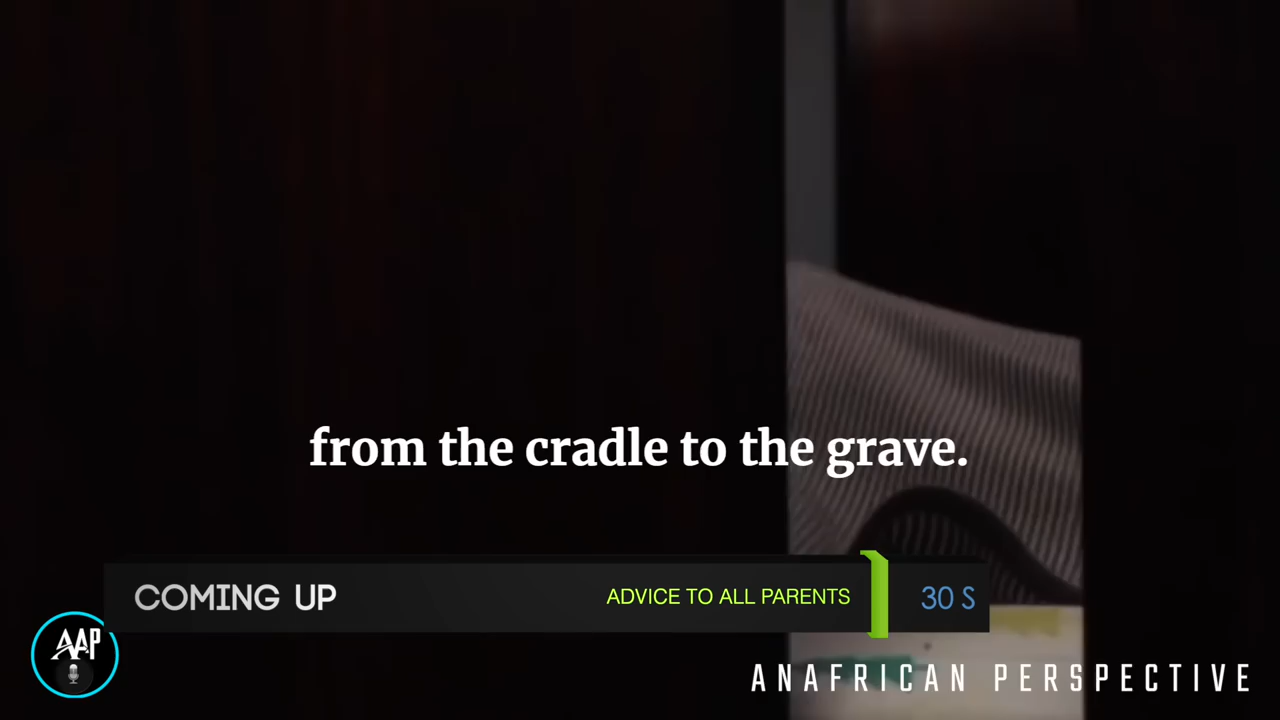 from the cradle to the grave.
COMING UP
ADVICE TO ALL PARENTS
30 S
AAP
ANAFRICAN PERSPECTIVE